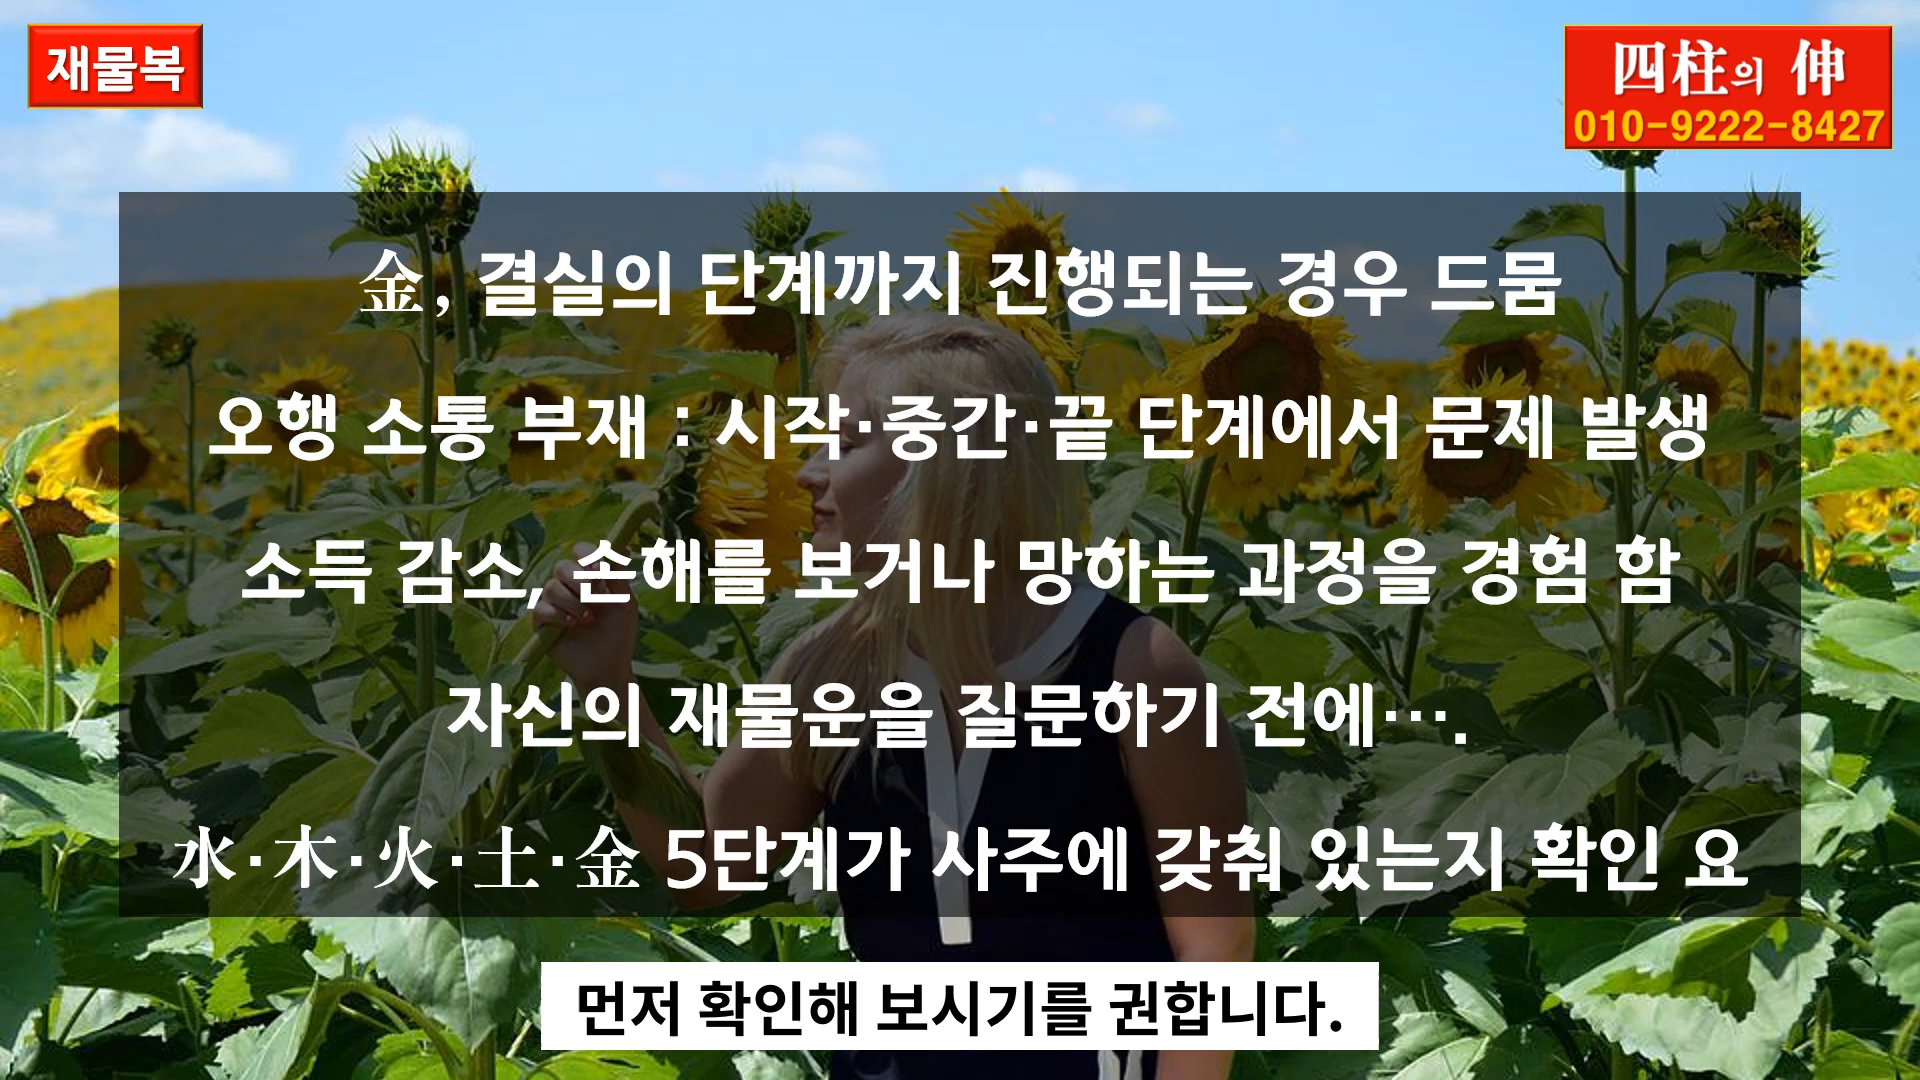 재물복
四柱의 伸
010-9222-8427
金, 결실의 단계까지 진행되는 경우 드뭄
오행 소통 부재 : 시작·중간·끝 단계에서 문제 발생
소득 감소, 손해를 보거나 망하는 과정을 경험 함
자신의 재물운을 질문하기 전에….
水·木·火·土·金 5단계가 사주에 갖춰 있는지 확인 요
먼저 확인해 보시기를 권합니다.